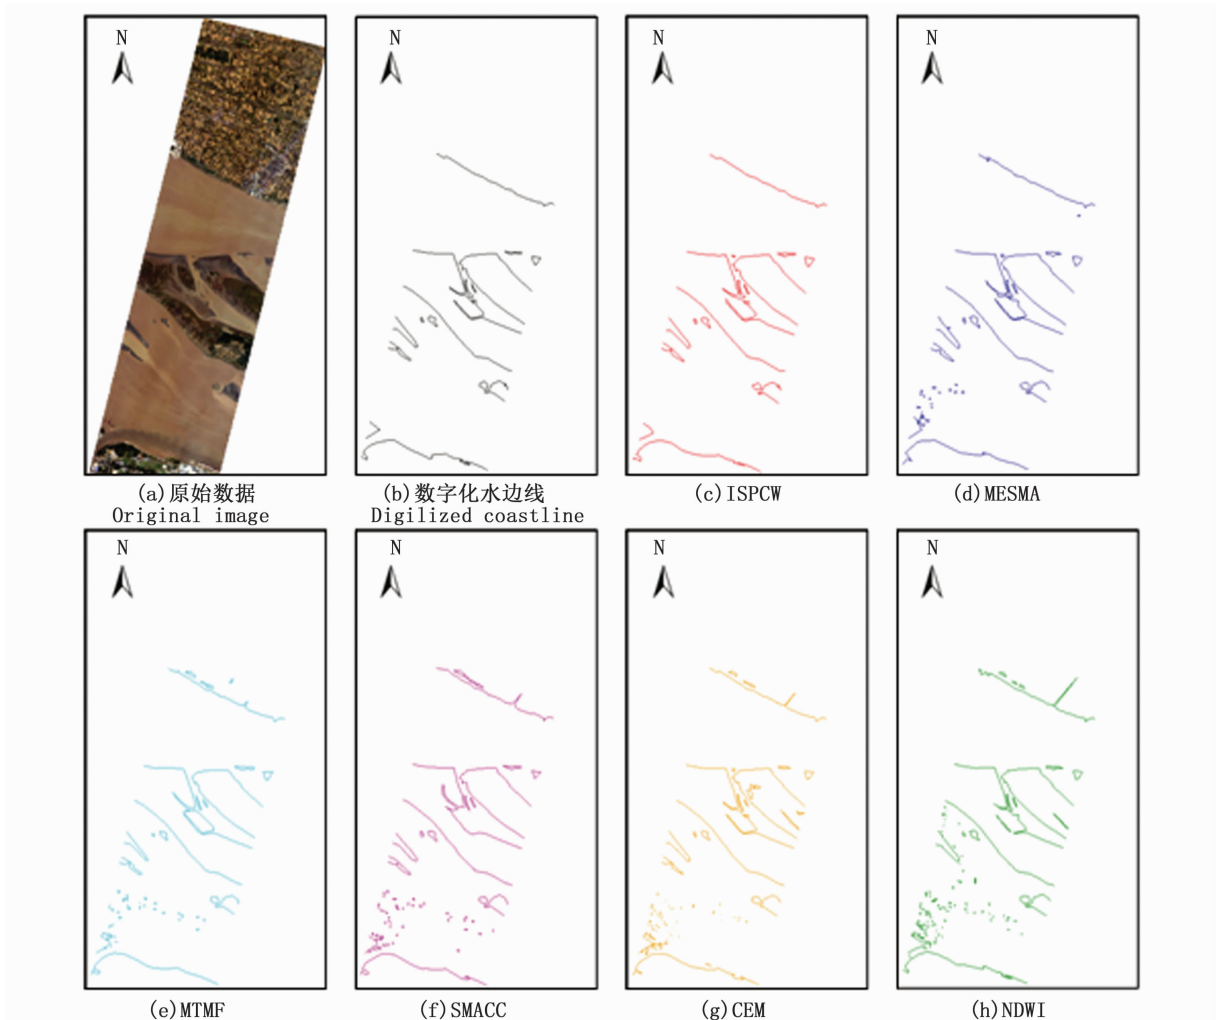 N
N
N
N
(a)原始数据
Original image
(b)数字化水边线
Digilized coastline
(c)ISPCW
(d)MESMA
N
N
N
N
(e)MTMF
(f)SMACC
(g)CEM
(h)NDWI